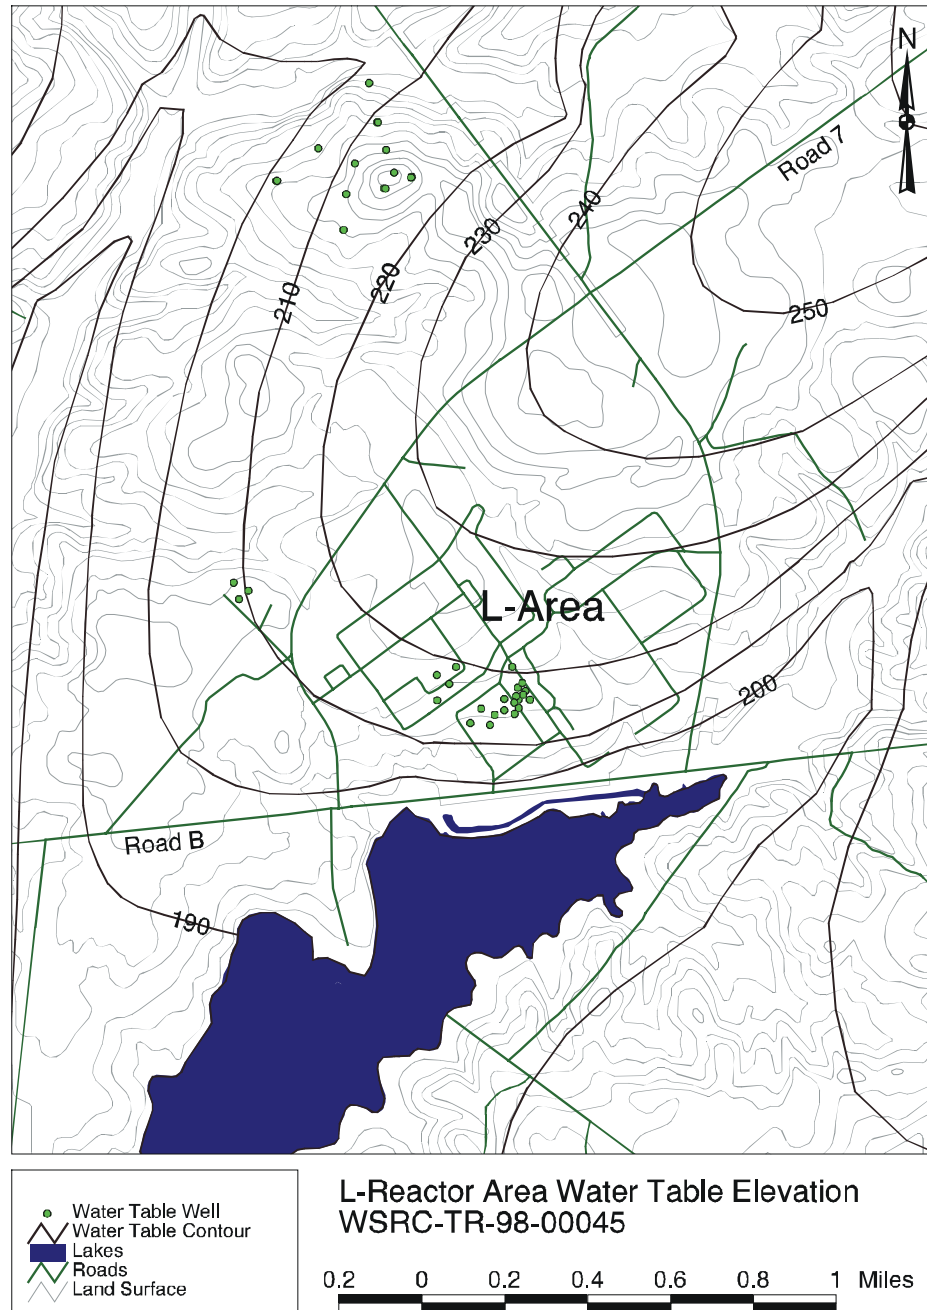 N
Road 7
240
230
220
210
250
L-Area
200
Road B
190
Water Table Well
Water Table Contour
Lakes
Roads
Land Surface
L-Reactor Area Water Table Elevation
WSRC-TR-98-00045
0.2 0 0.2 0.4 0.6 0.8 1 Miles